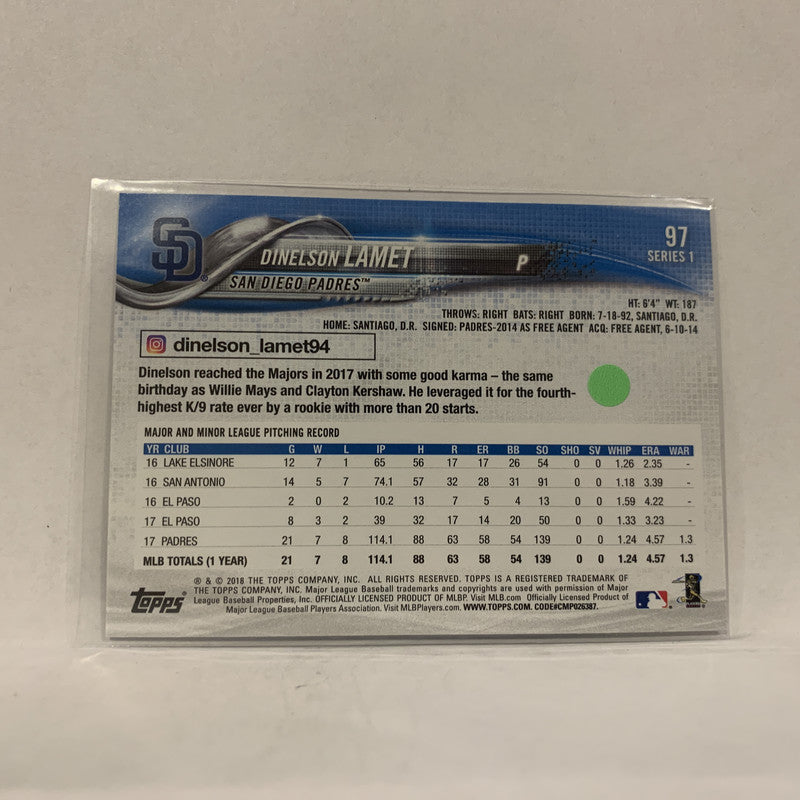 SD®
DINELSON LAMET
P
97
SERIES 1
SAN DIEGO PADRES™
HT: 6'4" WT: 187
THROWS: RIGHT BATS: RIGHT BORN: 7-18-92, SANTIAGO, D.R.
HOME: SANTIAGO, D.R. SIGNED: PADRES-2014 AS FREE AGENT ACQ: FREE AGENT, 6-10-14
dinelson_lamet94
Dinelson reached the Majors in 2017 with some good karma – the same
birthday as Willie Mays and Clayton Kershaw. He leveraged it for the fourth-
highest K/9 rate ever by a rookie with more than 20 starts.
MAJOR AND MINOR LEAGUE PITCHING RECORD
YR CLUB G W L IP H R ER BB SO SHO SV WHIP ERA WAR
16 LAKE ELSINORE 12 7 1 65 56 17 17 26 54 0 0 1.26 2.35 -
16 SAN ANTONIO 14 5 7 74.1 57 32 28 31 91 0 0 1.18 3.39 -
16 EL PASO 2 0 2 10.2 13 7 5 4 13 0 0 1.59 4.22 -
17 EL PASO 8 3 2 39 32 17 14 20 50 0 0 1.33 3.23 -
17 PADRES 21 7 8 114.1 88 63 58 54 139 0 0 1.24 4.57 1.3
MLB TOTALS (1 YEAR) 21 7 8 114.1 88 63 58 54 139 0 0 1.24 4.57 1.3
® & © 2018 THE TOPPS COMPANY, INC. ALL RIGHTS RESERVED. TOPPS IS A REGISTERED TRADEMARK OF
THE TOPPS COMPANY, INC. Major League Baseball trademarks and copyrights are used with permission of Major
League Baseball Properties, Inc. OFFICIALLY LICENSED PRODUCT OF MLBP. Visit MLB.com. Officially Licensed Product of
Major League Baseball Players Association. Visit MLBPlayers.com. WWW.TOPPS.COM. CODE#CMP026387.
TOPPS